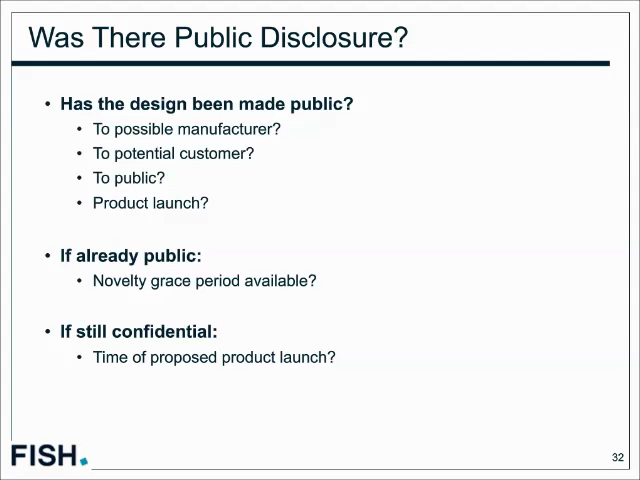 Was There Public Disclosure?
• Has the design been made public?
• To possible manufacturer?
• To potential customer?
• To public?
• Product launch?
• If already public:
• Novelty grace period available?
• If still confidential:
• Time of proposed product launch?
FISH.
32